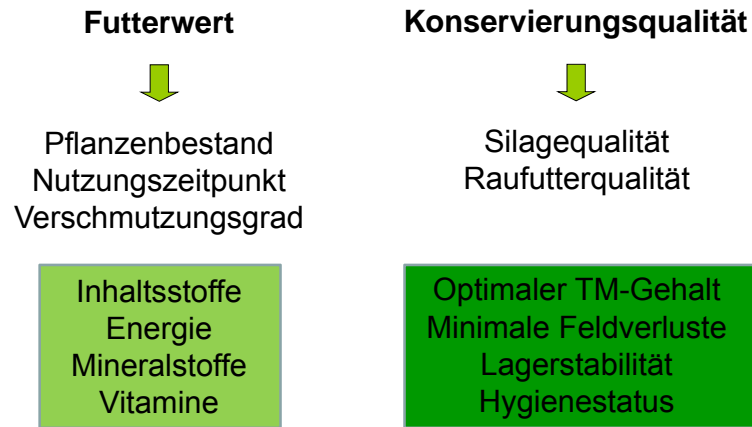 Futterwert
Pflanzenbestand
Nutzungszeitpunkt
Verschmutzungsgrad
Inhaltsstoffe
Energie
Mineralstoffe
Vitamine
Konservierungsqualität
Silagequalität
Raufutterqualität
Optimaler TM-Gehalt
Minimale Feldverluste
Lagerstabilität
Hygienestatus